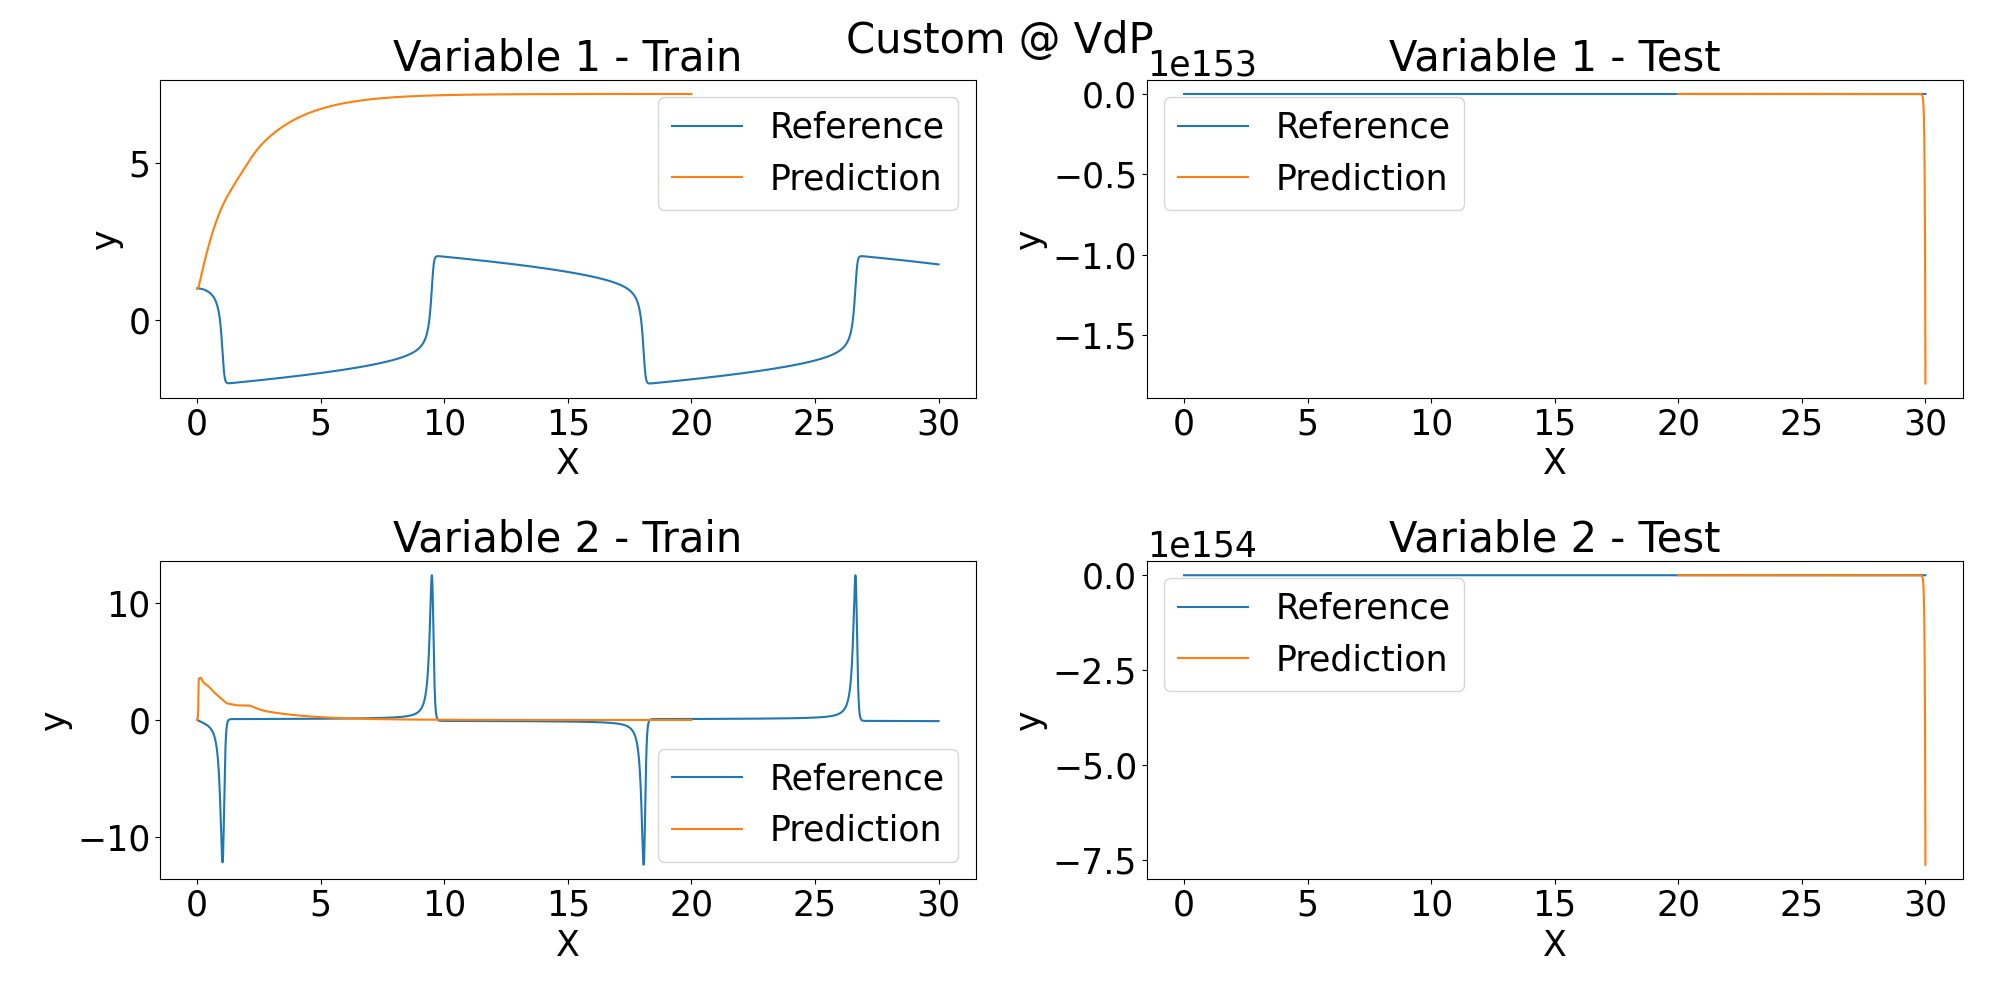 Custom @ VdP
Variable 1 - Train
5
0
y
Reference
Prediction
0 5 10 15 20 25 30
X
1e153
Variable 1 - Test
0.0
−0.5
−1.0
−1.5
y
Reference
Prediction
0 5 10 15 20 25 30
X
Variable 2 - Train
10
0
−10
y
Reference
Prediction
0 5 10 15 20 25 30
X
1e154
Variable 2 - Test
0.0
−2.5
−5.0
−7.5
y
Reference
Prediction
0 5 10 15 20 25 30
X